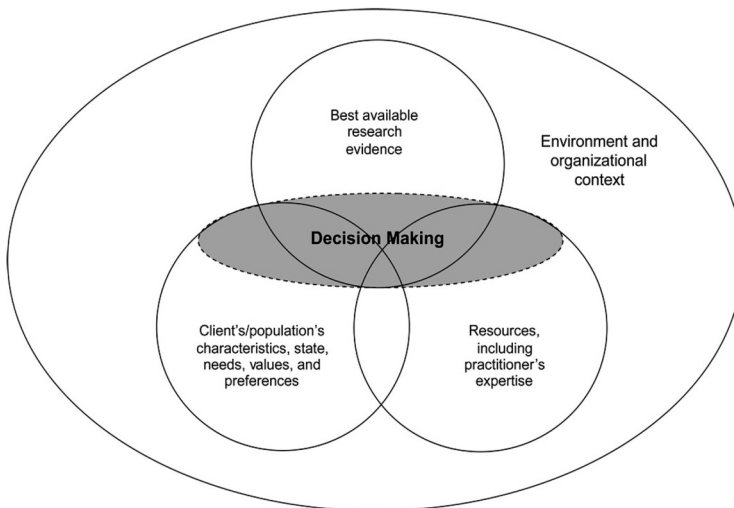 Best available
research
evidence
Environment and
organizational
context
Decision Making
Client's/population's
characteristics, state,
needs, values, and
preferences
Resources,
including
practitioner's
expertise